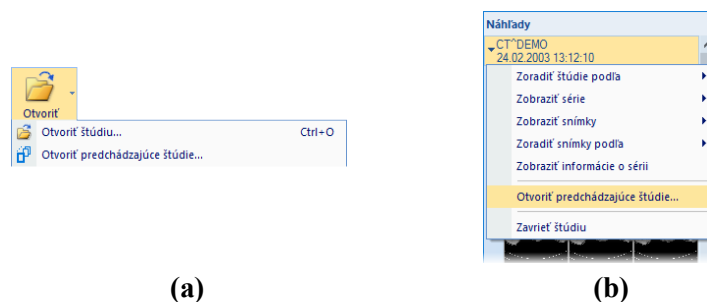 Otvoriť
Otvoriť štúdiu... Ctrl+O
Otvoriť predchádzajúce štúdie...
(a)
Náhľady
CT^DEMO
24.02.2003 13:12:10
Zoradiť štúdie podľa
Zobraziť série
Zobraziť snímky
Zoradiť snímky podľa
Zobraziť informácie o sérii
Otvoriť predchádzajúce štúdie...
Zavrieť štúdiu
(b)